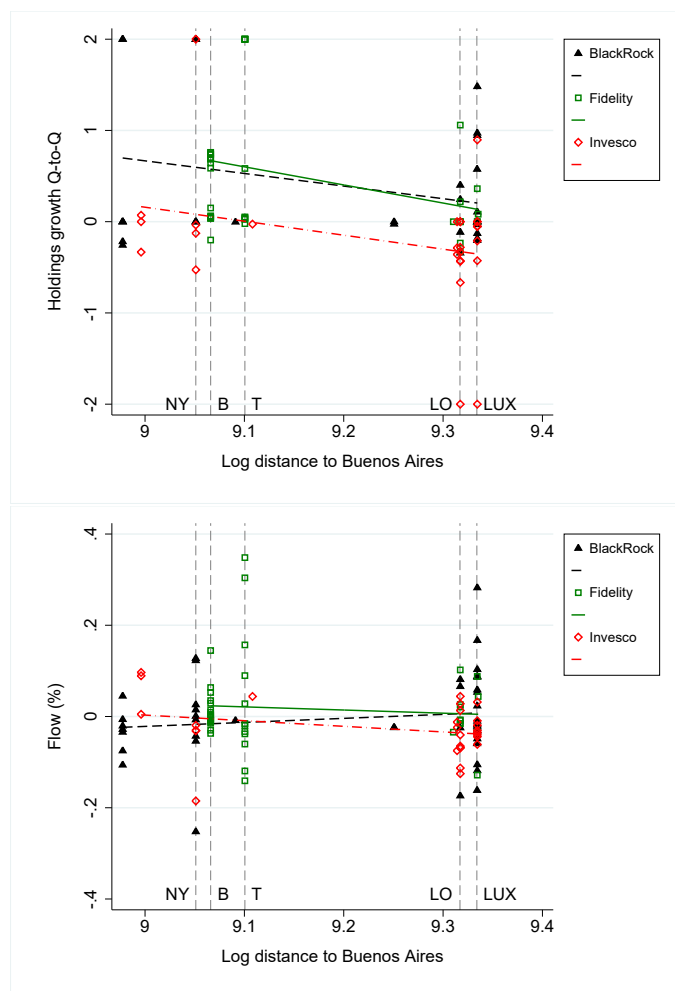 Holdings growth Q-to-Q
2
1
0
-1
-2
NY B T LO LUX
9 9.1 9.2 9.3 9.4
Log distance to Buenos Aires
BlackRock
Fidelity
Invesco
Flow (%)
.4
.2
0
-.2
-.4
NY B T LO LUX
9 9.1 9.2 9.3 9.4
Log distance to Buenos Aires
BlackRock
Fidelity
Invesco